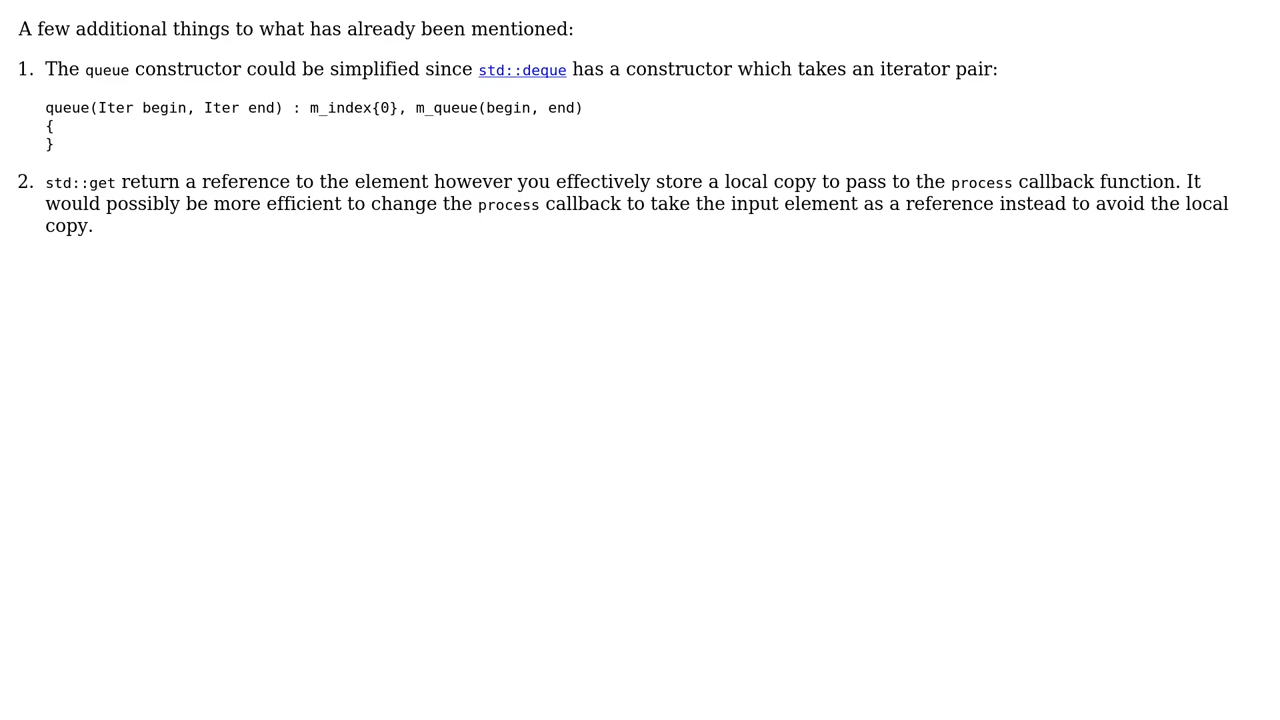 A few additional things to what has already been mentioned:
1. The queue constructor could be simplified since std::deque has a constructor which takes an iterator pair:
queue(Iter begin, Iter end) : m_index{0}, m_queue(begin, end)
{
}
2. std::get return a reference to the element however you effectively store a local copy to pass to the process callback function. It
would possibly be more efficient to change the process callback to take the input element as a reference instead to avoid the local
copy.